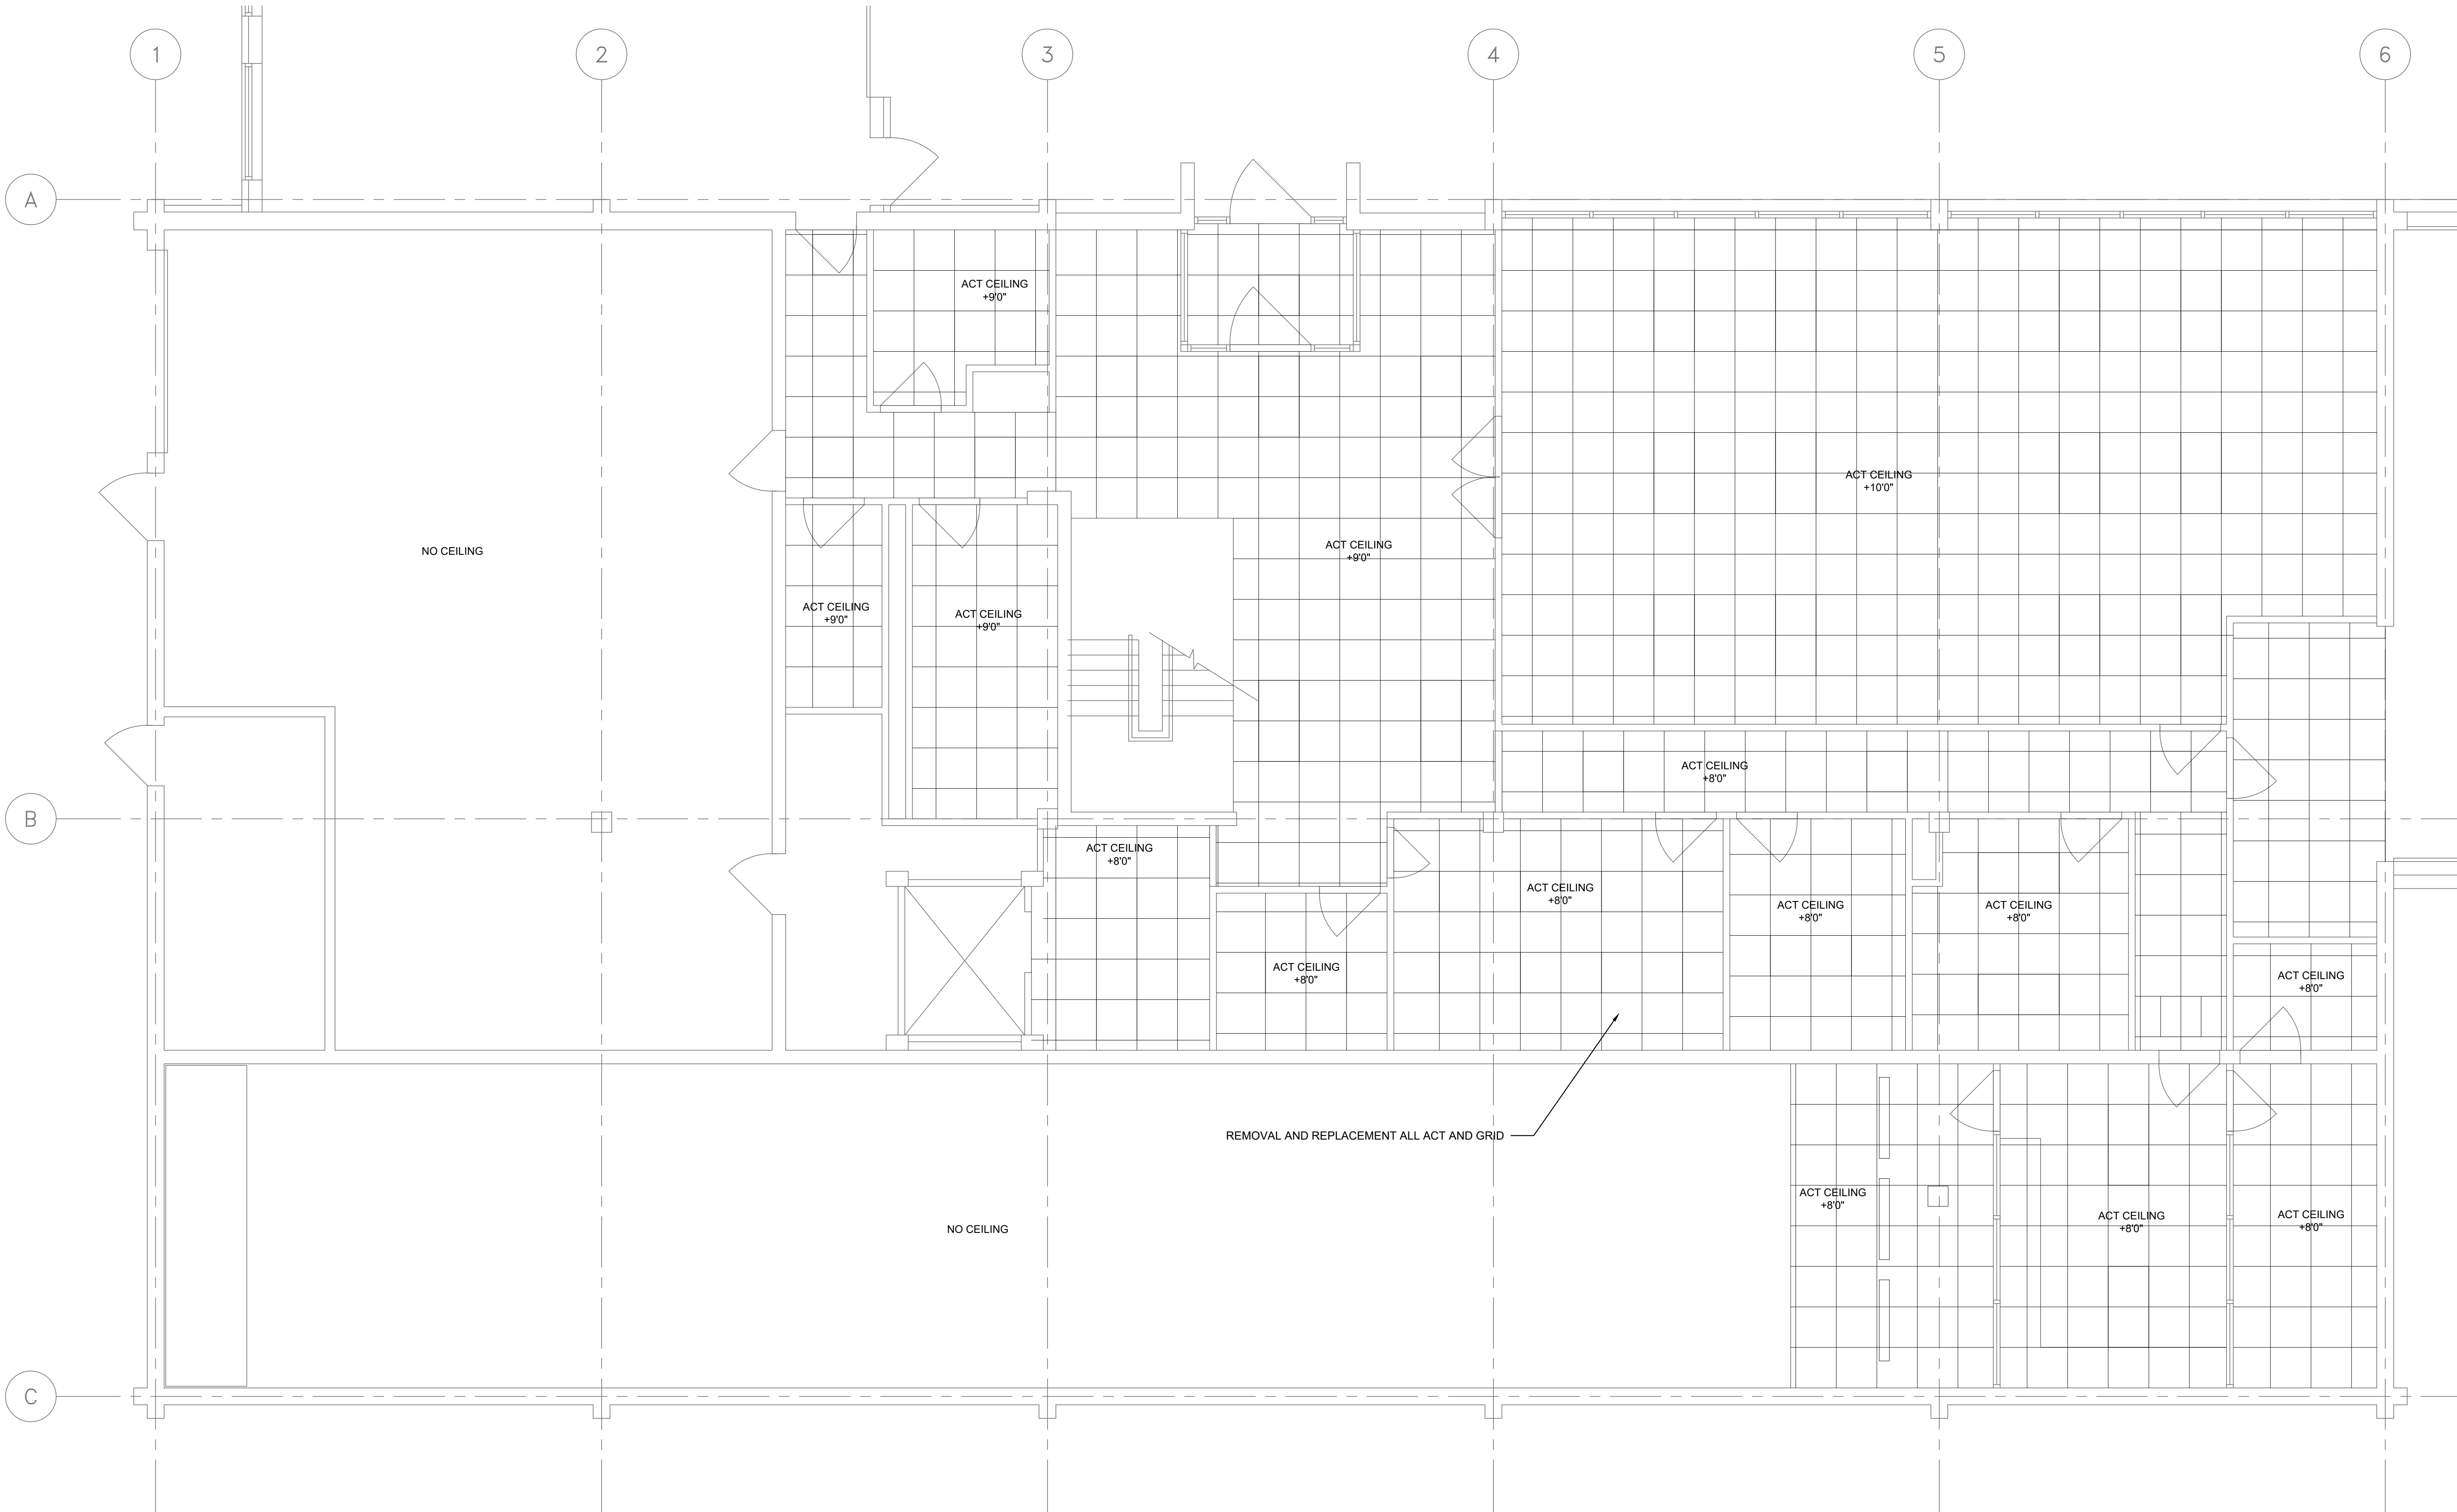 1
2
3
4
5
6
A
ACT CEILING
+9'0"
ACT CEILING
+10'0"
NO CEILING
ACT CEILING
+9'0"
ACT CEILING
+9'0"
ACT CEILING
+9'0"
ACT CEILING
+8'0"
B
ACT CEILING
+8'0"
ACT CEILING
+8'0"
ACT CEILING
+8'0"
ACT CEILING
+8'0"
ACT CEILING
+8'0"
ACT CEILING
+8'0"
REMOVAL AND REPLACEMENT ALL ACT AND GRID
ACT CEILING
+8'0"
ACT CEILING
+8'0"
ACT CEILING
+8'0"
NO CEILING
C